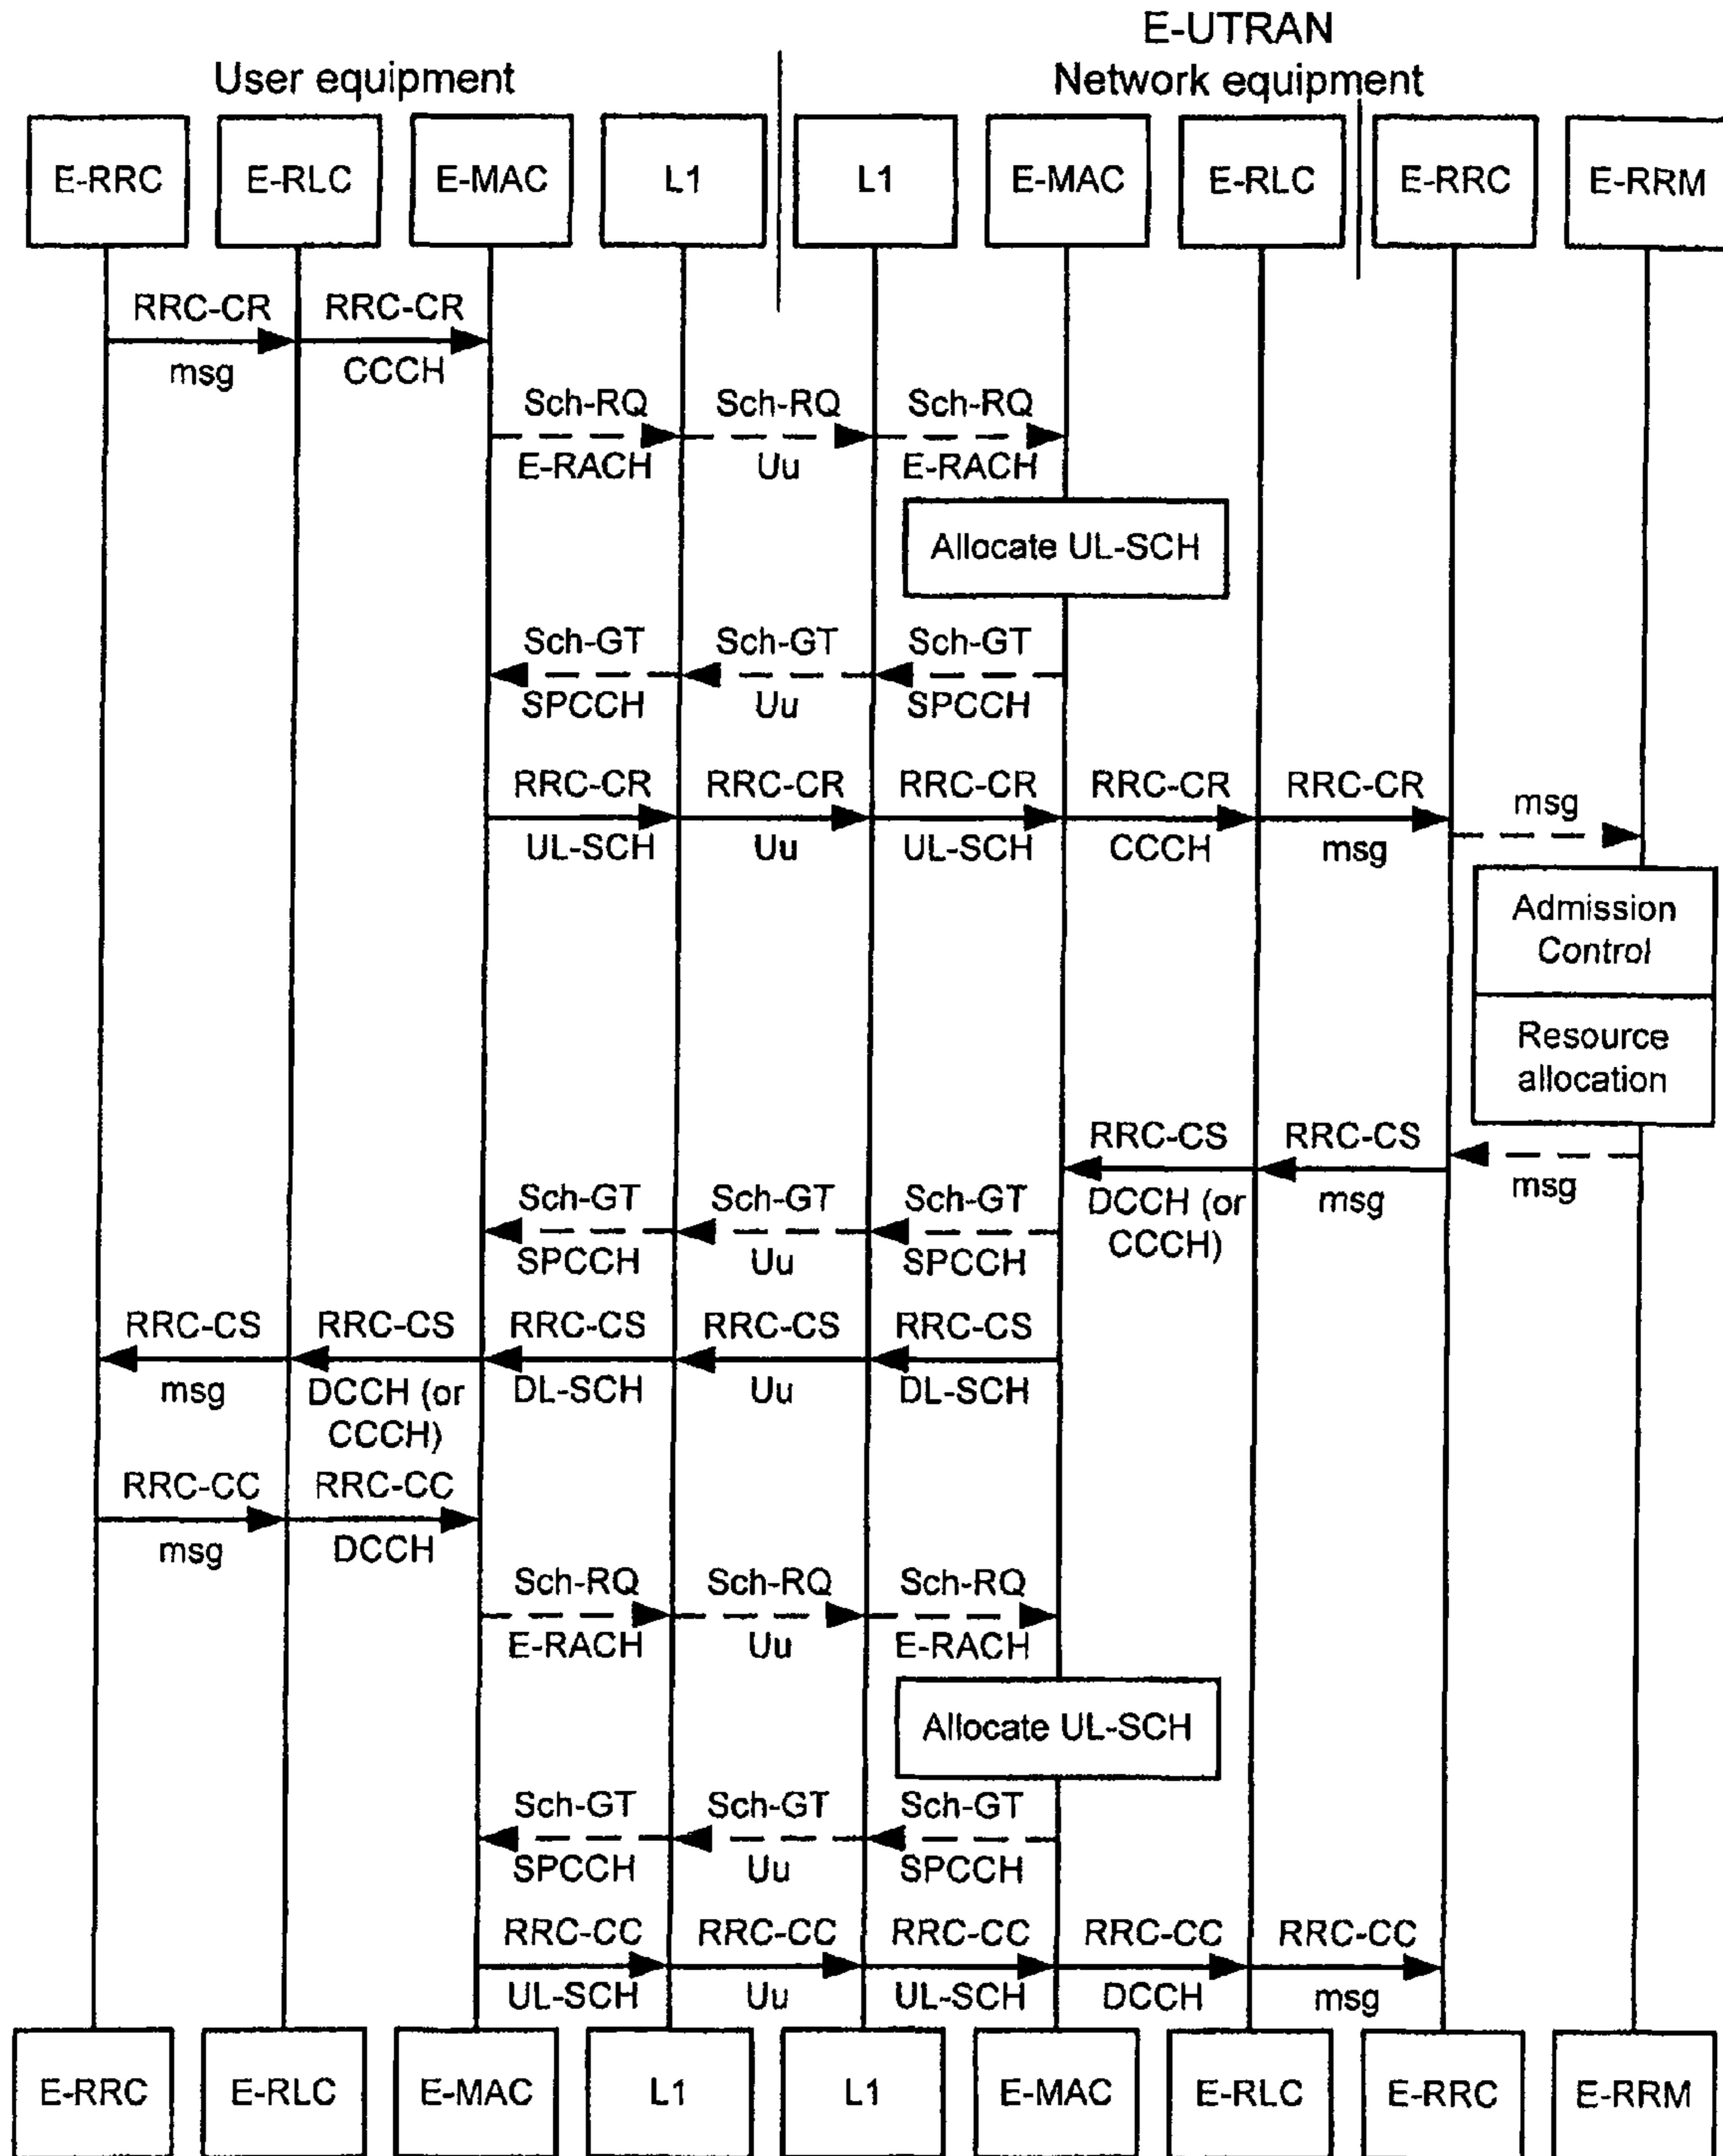 E-UTRAN
User equipment
Network equipment
E-RRC E-RLC E-MAC L1 L1 E-MAC E-RLC E-RRC E-RRM
RRC-CR RRC-CR
msg CCCH
Sch-RQ Sch-RQ Sch-RQ
E-RACH Uu E-RACH
Allocate UL-SCH
Sch-GT Sch-GT Sch-GT
SPCCH Uu SPCCH
RRC-CR RRC-CR RRC-CR RRC-CR RRC-CR msg
UL-SCH Uu UL-SCH CCCH msg
Admission
Control
Resource
allocation
RRC-CS RRC-CS
DCCH (or msg msg
CCCH)
Sch-GT Sch-GT Sch-GT
SPCCH Uu SPCCH
RRC-CS RRC-CS RRC-CS RRC-CS RRC-CS
msg DCCH (or DL-SCH Uu DL-SCH
CCCH)
RRC-CC RRC-CC
msg DCCH
Sch-RQ Sch-RQ Sch-RQ
E-RACH Uu E-RACH
Allocate UL-SCH
Sch-GT Sch-GT Sch-GT
SPCCH Uu SPCCH
RRC-CC RRC-CC RRC-CC RRC-CC RRC-CC
UL-SCH Uu UL-SCH DCCH msg
E-RRC E-RLC E-MAC L1 L1 E-MAC E-RLC E-RRC E-RRM